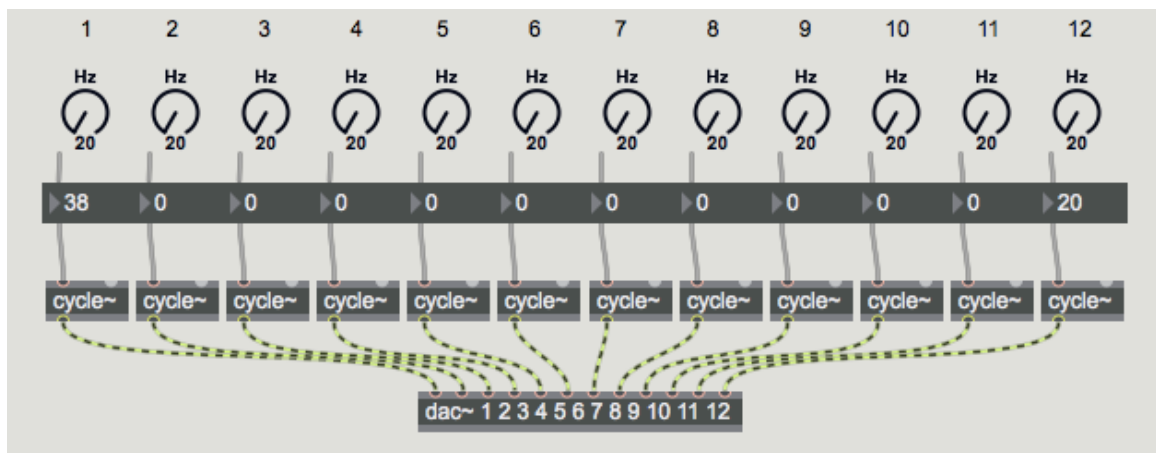 1 2 3 4 5 6 7 8 9 10 11 12
Hz Hz Hz Hz Hz Hz Hz Hz Hz Hz Hz Hz
20 20 20 20 20 20 20 20 20 20 20 20
38 0 0 0 0 0 0 0 0 0 0 20
cycle~ cycle~ cycle~ cycle~ cycle~ cycle~ cycle~ cycle~ cycle~ cycle~ cycle~ cycle~
dac~ 1 2 3 4 5 6 7 8 9 10 11 12